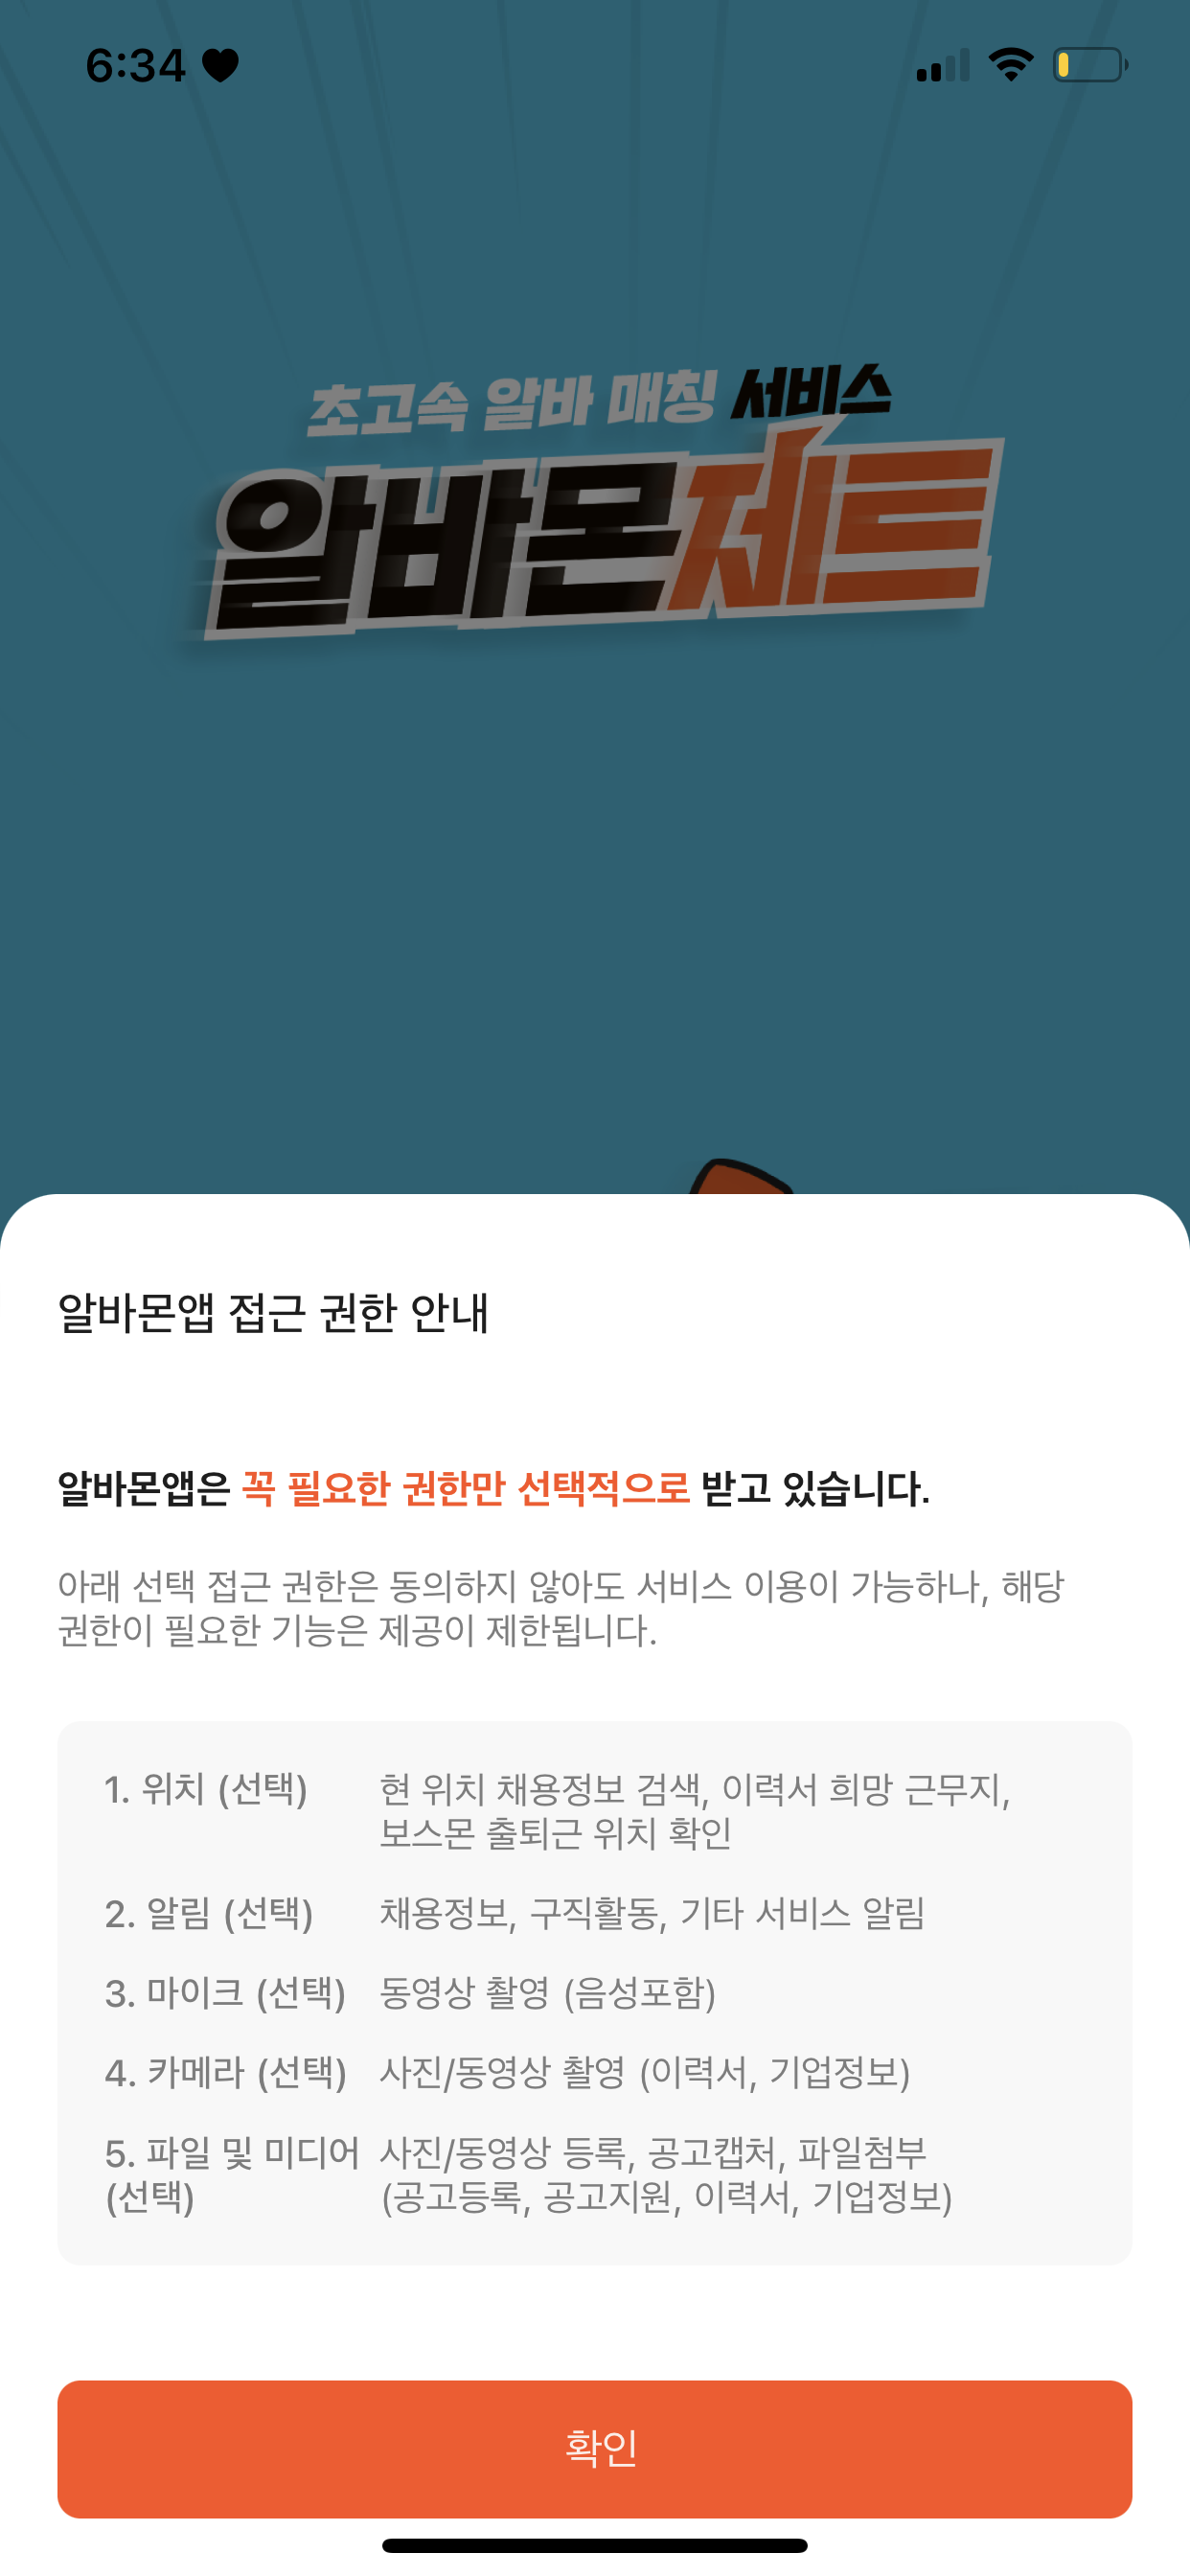 6:34
초고속 알바 매칭 서비스
알바몬제트
알바몬앱 접근 권한 안내
알바몬앱은 꼭 필요한 권한만 선택적으로 받고 있습니다.
아래 선택 접근 권한은 동의하지 않아도 서비스 이용이 가능하나, 해당
권한이 필요한 기능은 제공이 제한됩니다.
1. 위치 (선택) 현 위치 채용정보 검색, 이력서 희망 근무지,
보스몬 출퇴근 위치 확인
2. 알림 (선택) 채용정보, 구직활동, 기타 서비스 알림
3. 마이크 (선택) 동영상 촬영 (음성포함)
4. 카메라 (선택) 사진/동영상 촬영 (이력서, 기업정보)
5. 파일 및 미디어 사진/동영상 등록, 공고캡처, 파일첨부
(선택) (공고등록, 공고지원, 이력서, 기업정보)
확인